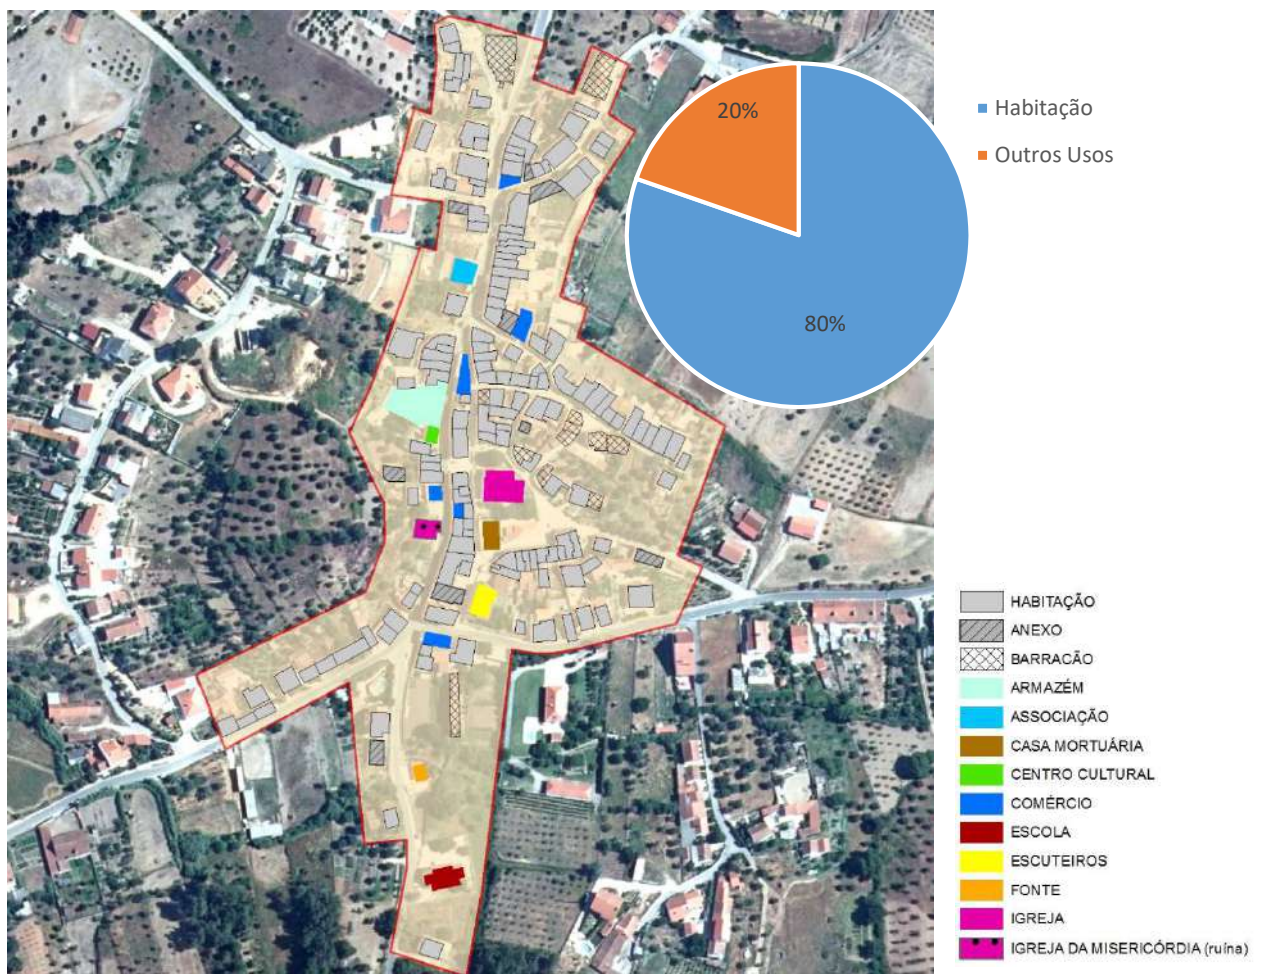 20%
80%
Habitação
Outros Usos
HABITAÇÃO
ANEXO
BARRACÃO
ARMAZÉM
ASSOCIAÇÃO
CASA MORTUÁRIA
CENTRO CULTURAL
COMÉRCIO
ESCOLA
ESCUTEIROS
FONTE
IGREJA
IGREJA DA MISERICÓRDIA (ruína)